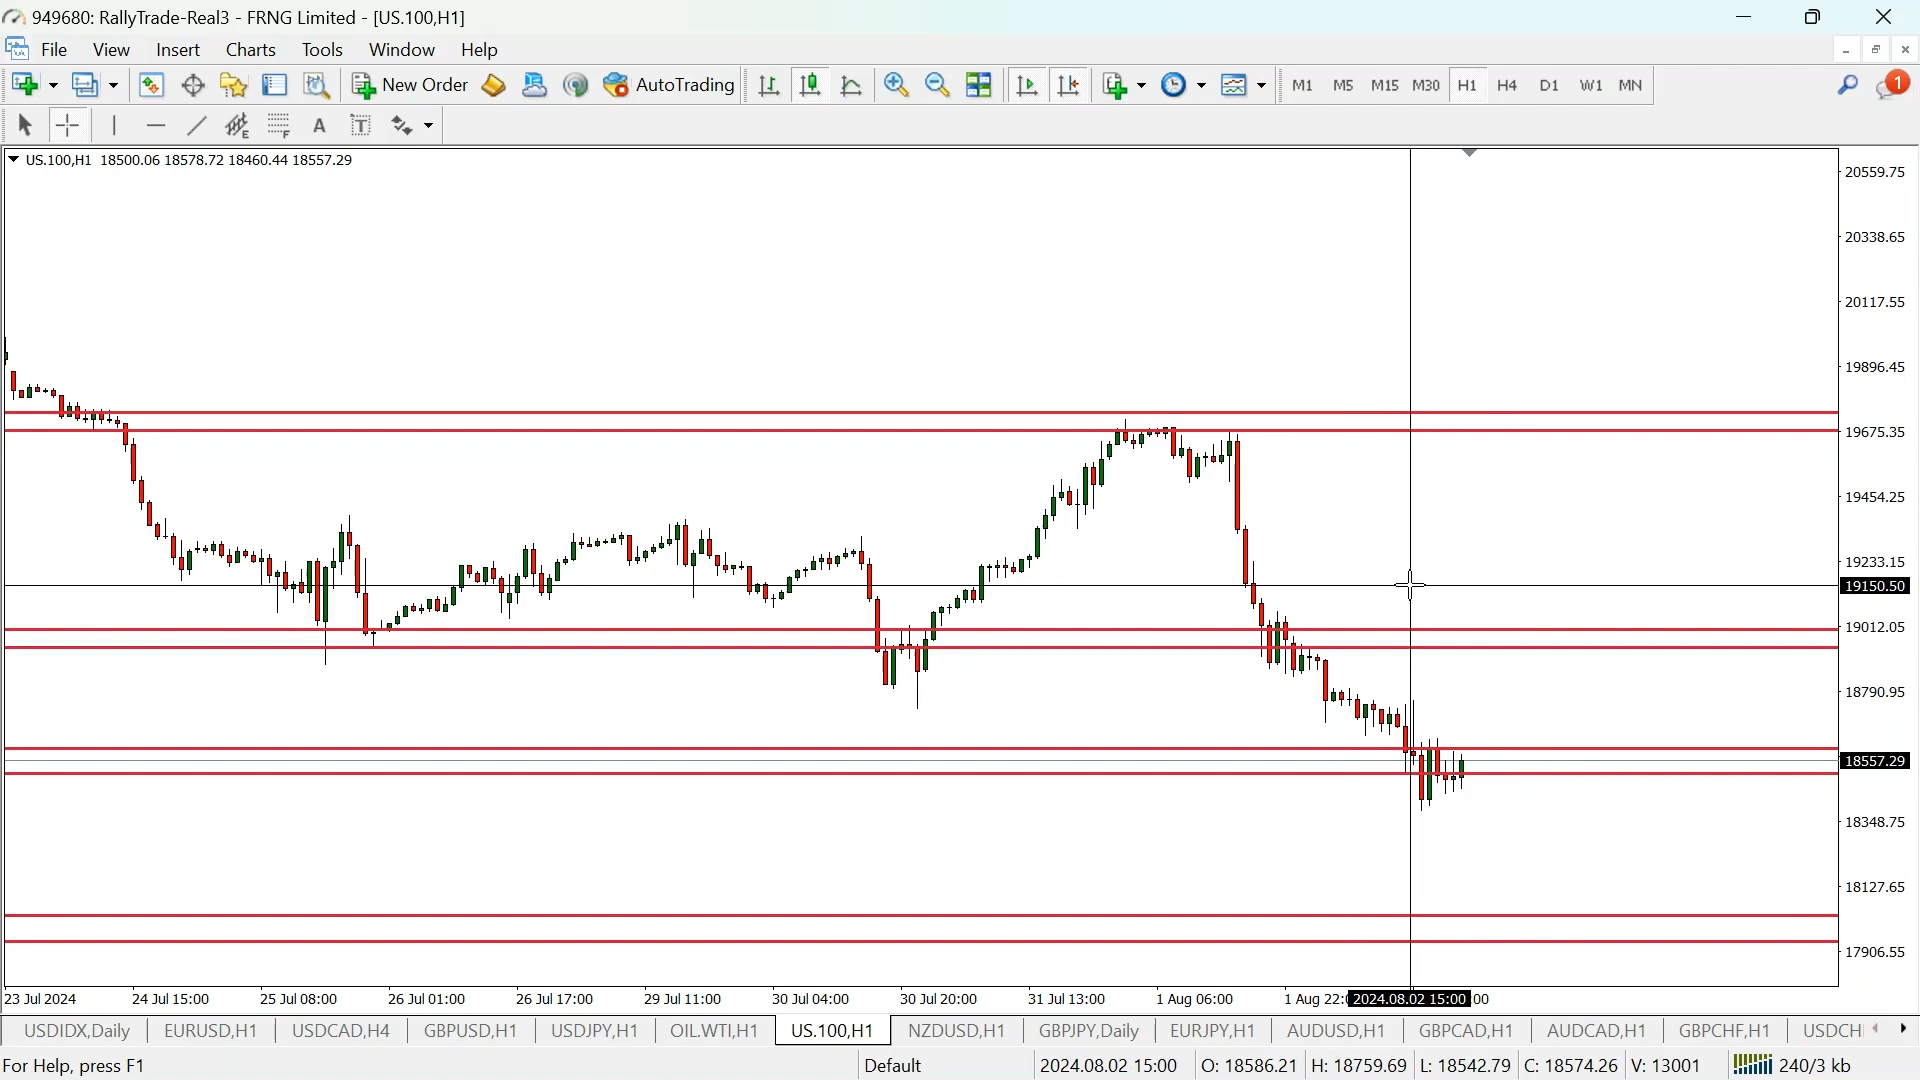 949680: RallyTrade-Real3 - FRNG Limited - [US.100,H1]
File View Insert Charts Tools Window Help
New Order AutoTrading M1 M5 M15 M30 H1 H4 D1 W1 MN 1
E F A T
US.100,H1 18500.06 18578.72 18460.44 18557.29
20559.75
20338.65
20117.55
19896.45
19675.35
19454.25
19233.15
19150.50
19012.05
18790.95
18557.29
18348.75
18127.65
17906.55
23 Jul 2024 24 Jul 15:00 25 Jul 08:00 26 Jul 01:00 26 Jul 17:00 29 Jul 11:00 30 Jul 04:00 30 Jul 20:00 31 Jul 13:00 1 Aug 06:00 1 Aug 22:0 2024.08.02 15:00 :00
USDIDX,Daily EURUSD,H1 USDCAD,H4 GBPUSD,H1 USDJPY,H1 OIL.WTI,H1 US.100,H1 NZDUSD,H1 GBPJPY,Daily EURJPY,H1 AUDUSD,H1 GBPCAD,H1 AUDCAD,H1 GBPCHF,H1 USDCH
For Help, press F1 Default 2024.08.02 15:00 O: 18586.21 H: 18759.69 L: 18542.79 C: 18574.26 V: 13001 240/3 kb